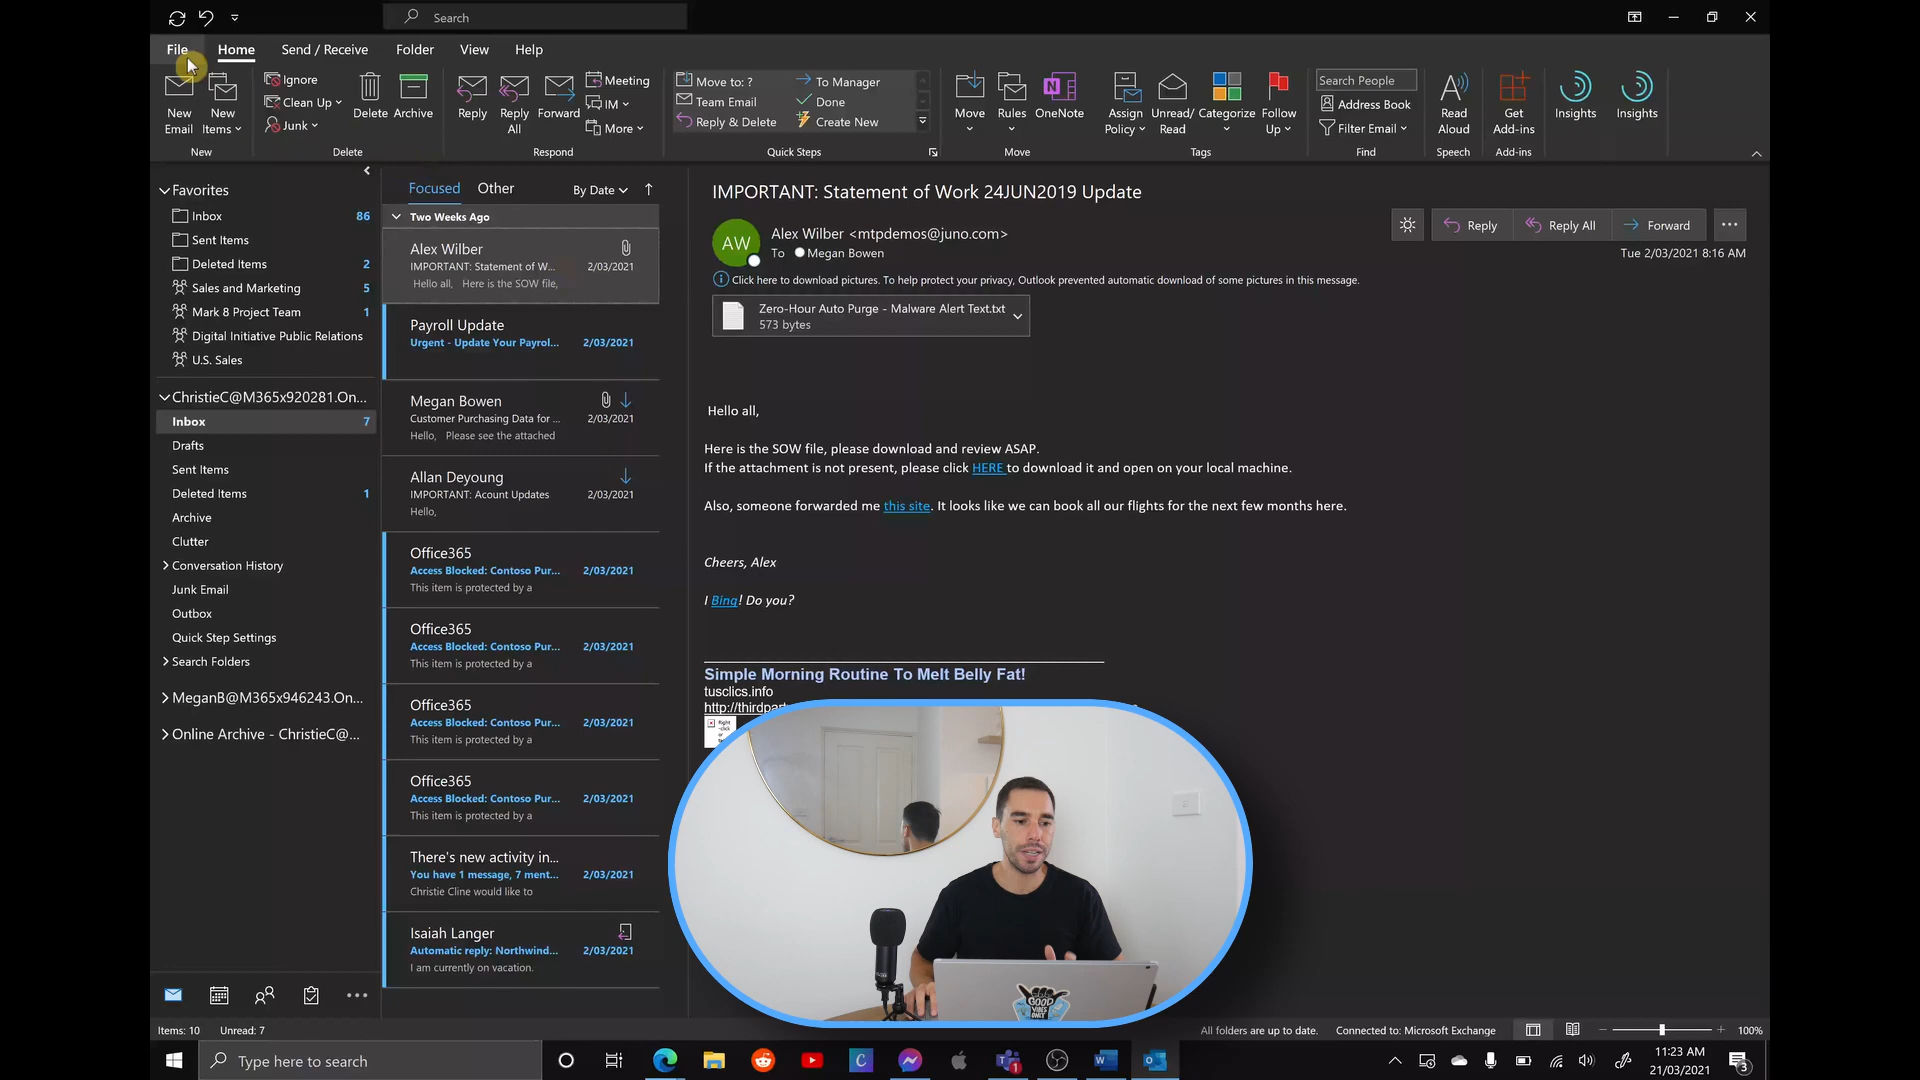 Search
File Home Send / Receive Folder View Help
New Email
New Items
Ignore
Clean Up
Junk
Delete
Archive
Reply
Reply All
Forward
Meeting
IM
More
Move to: ?
To Manager
Team Email
Done
Reply & Delete
Create New
Move
Rules
OneNote
Assign Policy
Unread/ Read
Categorize
Follow Up
Search People
Address Book
Filter Email
Read Aloud
Get Add-ins
Insights
Insights
New
Delete
Respond
Quick Steps
Move
Tags
Find
Speech
Add-ins
Favorites
Inbox 86
Sent Items
Deleted Items 2
Sales and Marketing 5
Mark 8 Project Team 1
Digital Initiative Public Relations
U.S. Sales
ChristieC@M365x920281.On...
Inbox 7
Drafts
Sent Items
Deleted Items 1
Archive
Clutter
Conversation History
Junk Email
Outbox
Quick Step Settings
Search Folders
MeganB@M365x946243.On...
Online Archive - ChristieC@...
Focused Other By Date
Two Weeks Ago
Alex Wilber
IMPORTANT: Statement of W... 2/03/2021
Hello all, Here is the SOW file,
Payroll Update
Urgent - Update Your Payrol... 2/03/2021
Megan Bowen
Customer Purchasing Data for ... 2/03/2021
Hello, Please see the attached
Allan Deyoung
IMPORTANT: Acount Updates 2/03/2021
Hello,
Office365
Access Blocked: Contoso Pur... 2/03/2021
This item is protected by a
Office365
Access Blocked: Contoso Pur... 2/03/2021
This item is protected by a
Office365
Access Blocked: Contoso Pur... 2/03/2021
This item is protected by a
Office365
Access Blocked: Contoso Pur... 2/03/2021
This item is protected by a
There's new activity in...
You have 1 message, 7 ment... 2/03/2021
Christie Cline would like to
Isaiah Langer
Automatic reply: Northwind... 2/03/2021
I am currently on vacation.
IMPORTANT: Statement of Work 24JUN2019 Update
AW
Alex Wilber <mtpdemos@juno.com>
To Megan Bowen
Reply
Reply All
Forward
Tue 2/03/2021 8:16 AM
Click here to download pictures. To help protect your privacy, Outlook prevented automatic download of some pictures in this message.
Zero-Hour Auto Purge - Malware Alert Text.txt
573 bytes
Hello all,
Here is the SOW file, please download and review ASAP.
If the attachment is not present, please click HERE to download it and open on your local machine.
Also, someone forwarded me this site. It looks like we can book all our flights for the next few months here.
Cheers, Alex
I Bing! Do you?
Simple Morning Routine To Melt Belly Fat!
tusclics.info
http://thirdpart
Right
-click
or
GOOD
VIBES
ONLY
Items: 10 Unread: 7
All folders are up to date. Connected to: Microsoft Exchange 100%
Type here to search
C
1
W
11:23 AM
21/03/2021
3